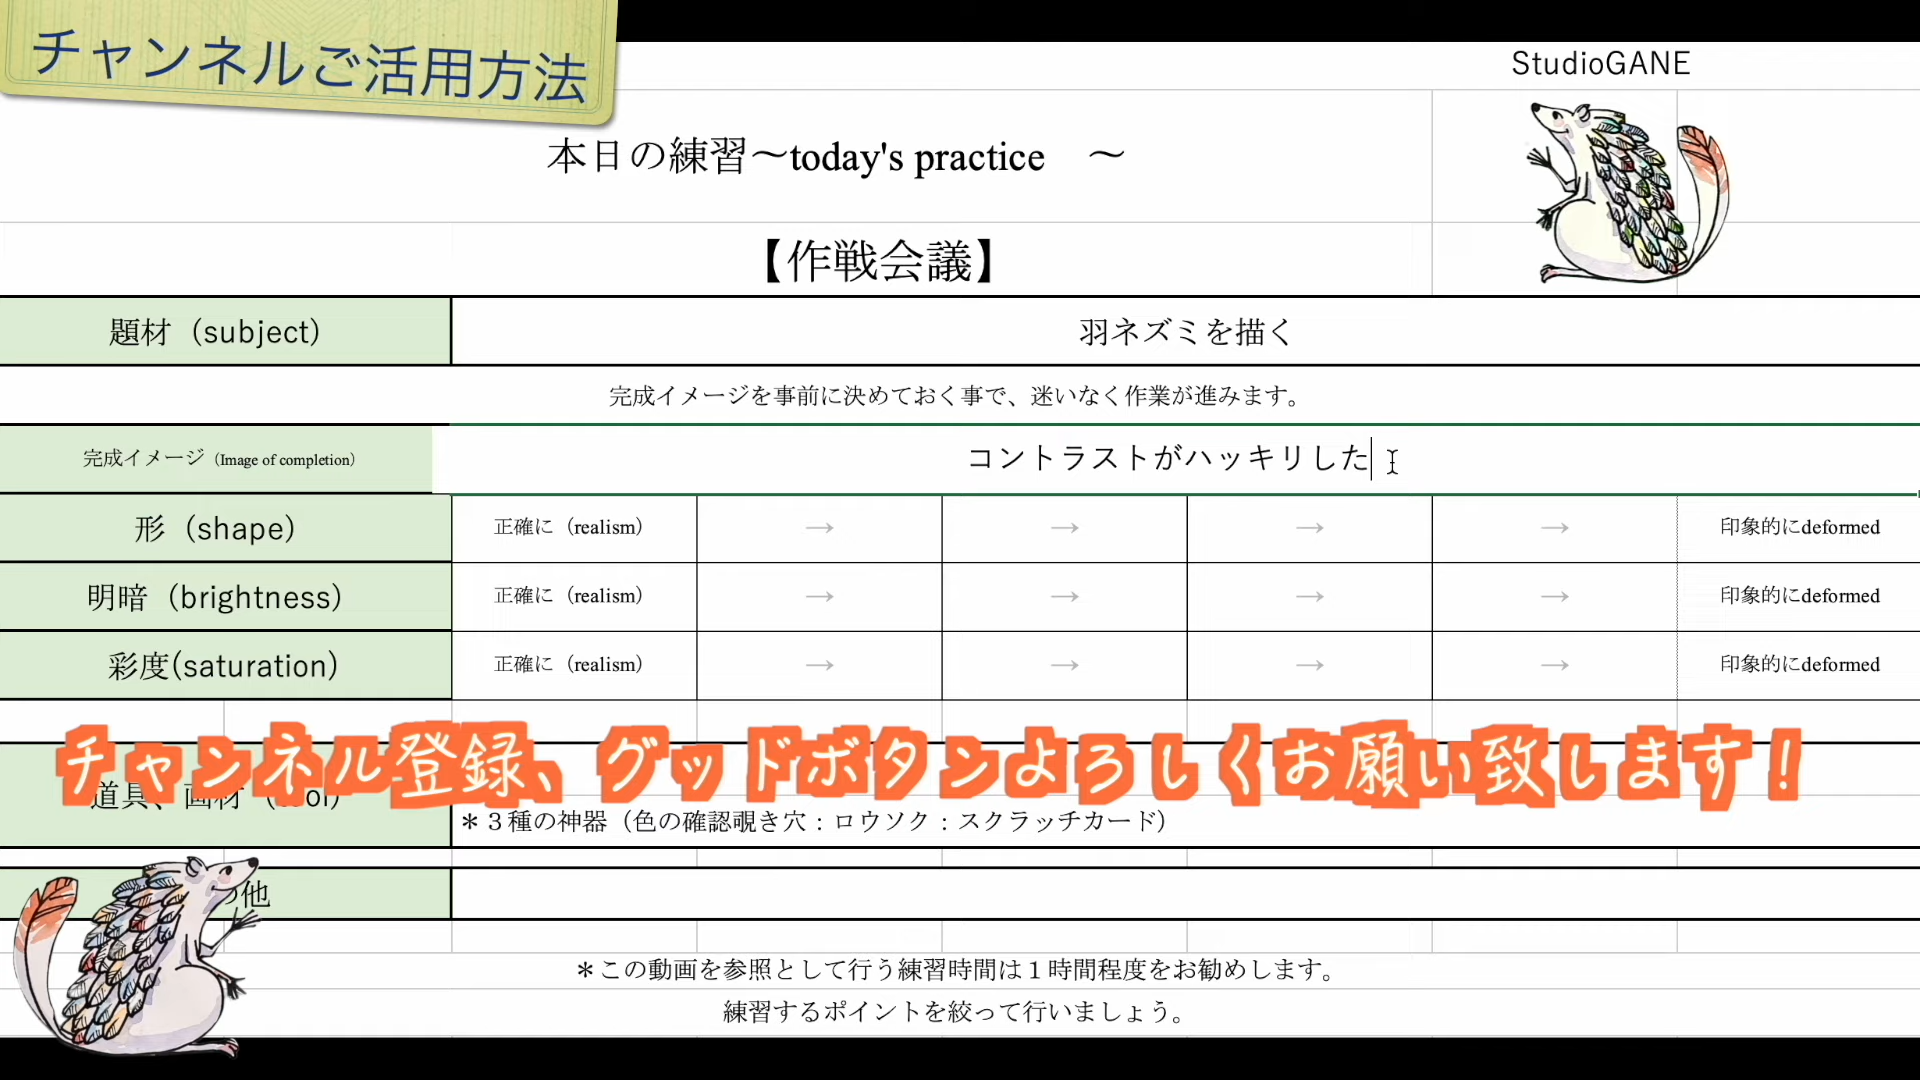 チャンネルご活用方法
StudioGANE
本日の練習～today's practice　～
【作戦会議】
題材（subject） 羽ネズミを描く
完成イメージを事前に決めておく事で、迷いなく作業が進みます。
完成イメージ（Image of completion） コントラストがハッキリした
形（shape） 正確に（realism） → → → → 印象的にdeformed
明暗（brightness） 正確に（realism） → → → → 印象的にdeformed
彩度(saturation) 正確に（realism） → → → → 印象的にdeformed
チャンネル登録、グッドボタンよろしくお願い致します！
道具、画材
＊３種の神器（色の確認覗き穴：ロウソク：スクラッチカード）
他
＊この動画を参照として行う練習時間は１時間程度をお勧めします。
練習するポイントを絞って行いましょう。